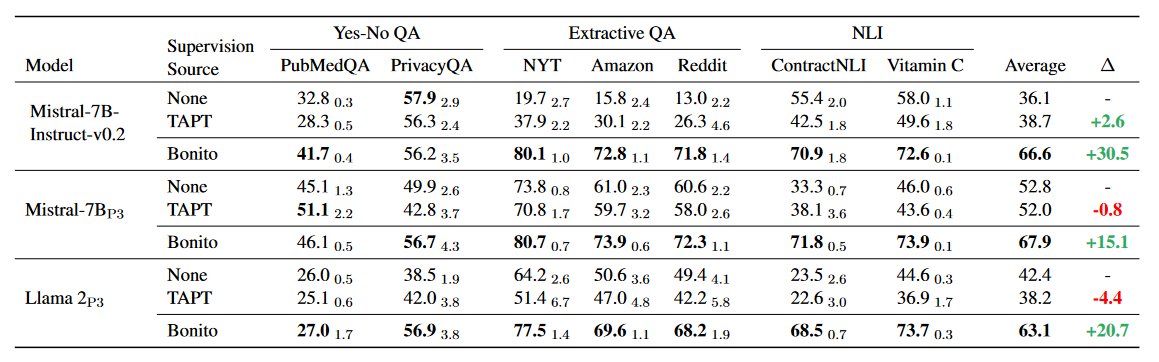 Yes-No QA Extractive QA NLI
Model Supervision Source PubMedQA PrivacyQA NYT Amazon Reddit ContractNLI Vitamin C Average Δ
Mistral-7B-Instruct-v0.2 None 32.8 0.3 57.9 2.9 19.7 2.7 15.8 2.4 13.0 2.2 55.4 2.0 58.0 1.1 36.1 -
TAPT 28.3 0.5 56.3 2.4 37.9 2.2 30.1 2.2 26.3 4.6 42.5 1.8 49.6 1.8 38.7 +2.6
Bonito 41.7 0.4 56.2 3.5 80.1 1.0 72.8 1.1 71.8 1.4 70.9 1.8 72.6 0.1 66.6 +30.5
Mistral-7BP3 None 45.1 1.3 49.9 2.6 73.8 0.8 61.0 2.3 60.6 2.2 33.3 0.7 46.0 0.6 52.8 -
TAPT 51.1 2.2 42.8 3.7 70.8 1.7 59.7 3.2 58.0 2.6 38.1 3.6 43.6 0.4 52.0 -0.8
Bonito 46.1 0.5 56.7 4.3 80.7 0.7 73.9 0.6 72.3 1.1 71.8 0.5 73.9 0.1 67.9 +15.1
Llama 2P3 None 26.0 0.5 38.5 1.9 64.2 2.6 50.6 3.6 49.4 4.1 23.5 2.6 44.6 0.3 42.4 -
TAPT 25.1 0.6 42.0 3.8 51.4 6.7 47.0 4.8 42.2 5.8 22.6 3.0 36.9 1.7 38.2 -4.4
Bonito 27.0 1.7 56.9 3.8 77.5 1.4 69.6 1.1 68.2 1.9 68.5 0.7 73.7 0.3 63.1 +20.7